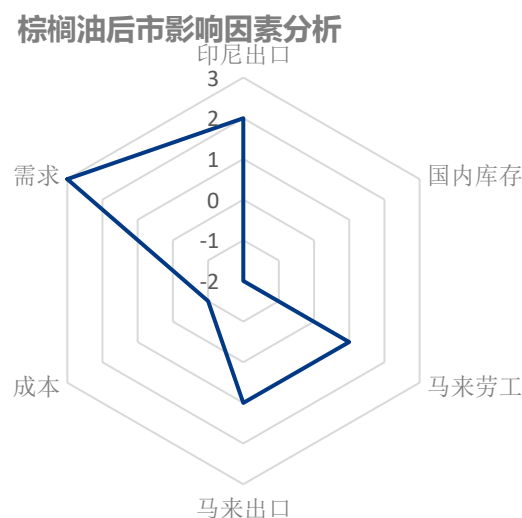 棕榈油后市影响因素分析
印尼出口
3
2
需求
国内库存
1
0
-1
-2
成本
马来劳工
马来出口